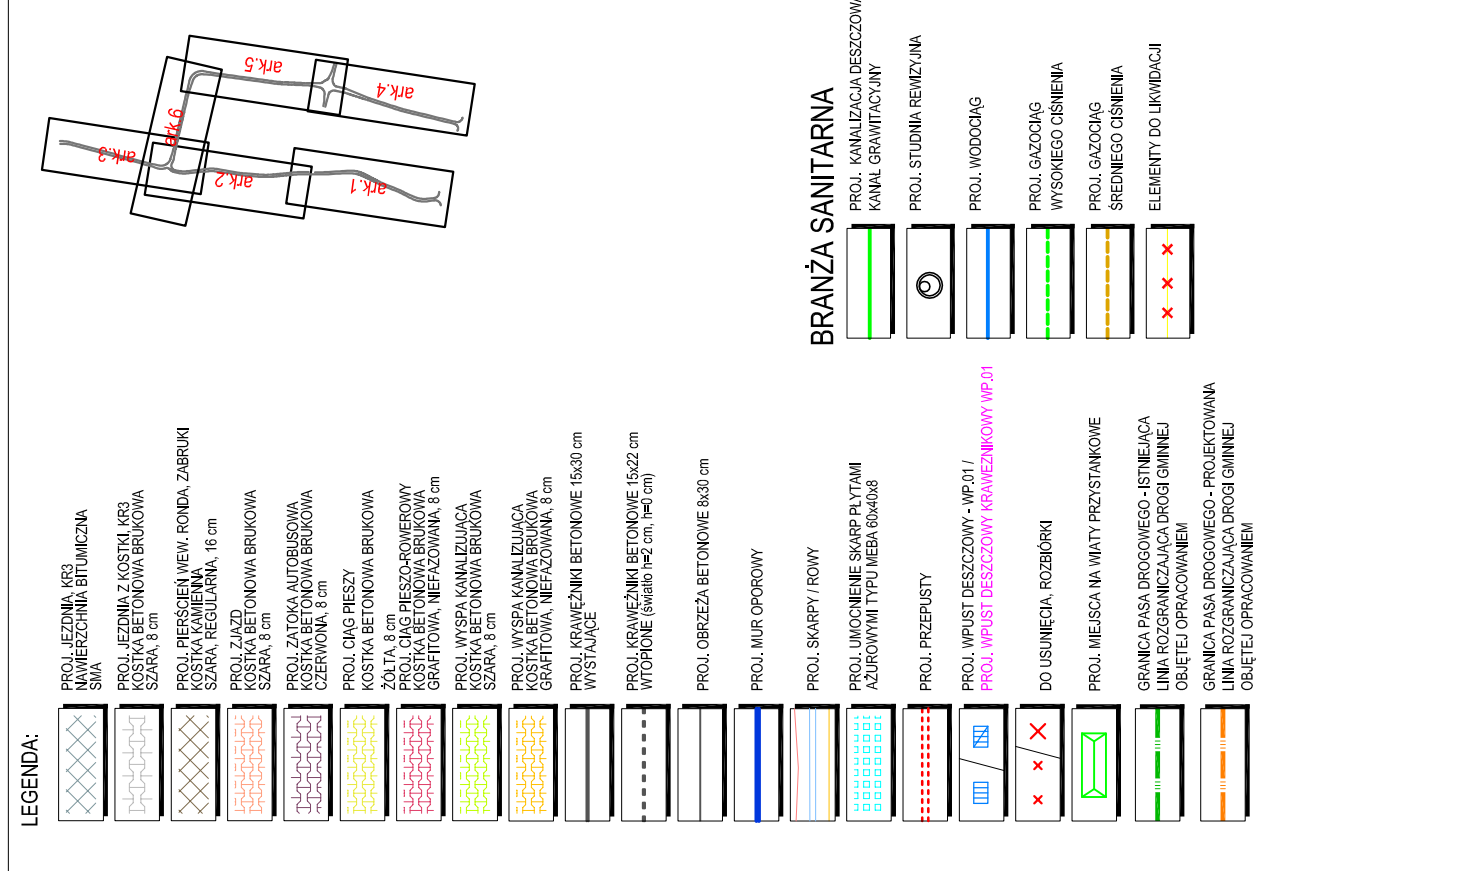 ark.5
ark.4
ark 6
ark.3
ark.2
ark.1
LEGENDA:
PROJ. JEZDNIA, KR3
NAWIERZCHNIA BITUMICZNA
SMA
PROJ. JEZDNIA Z KOSTKI, KR3
KOSTKA BETONOWA BRUKOWA
SZARA, 8 cm
PROJ. PIERŚCIEŃ WEW. RONDA, ZABRUKI
KOSTKA KAMIENNA
SZARA, REGULARNA, 16 cm
PROJ. ZJAZD
KOSTKA BETONOWA BRUKOWA
SZARA, 8 cm
PROJ. ZATOKA AUTOBUSOWA
KOSTKA BETONOWA BRUKOWA
CZERWONA, 8 cm
PROJ. CIĄG PIESZY
KOSTKA BETONOWA BRUKOWA
ŻÓŁTA, 8 cm
PROJ. CIĄG PIESZO-ROWEROWY
KOSTKA BETONOWA BRUKOWA
GRAFITOWA, NIEFAZOWANA, 8 cm
PROJ. WYSPA KANALIZUJĄCA
KOSTKA BETONOWA BRUKOWA
SZARA, 8 cm
PROJ. WYSPA KANALIZUJĄCA
KOSTKA BETONOWA BRUKOWA
GRAFITOWA, NIEFAZOWANA, 8 cm
PROJ. KRAWĘŻNIKI BETONOWE 15x30 cm
WYSTAJĄCE
PROJ. KRAWĘŻNIKI BETONOWE 15x22 cm
WTOPIONE (światło h=2 cm, h=0 cm)
PROJ. OBRZEŻA BETONOWE 8x30 cm
PROJ. MUR OPOROWY
PROJ. SKARPY / ROWY
PROJ. UMOCNIENIE SKARP PŁYTAMI
AŻUROWYMI TYPU MEBA 60x40x8
PROJ. PRZEPUSTY
PROJ. WPUST DESZCZOWY - WP.01 /
PROJ. WPUST DESZCZOWY KRAWEZNIKOWY WP.01
DO USUNIĘCIA, ROZBIÓRKI
PROJ. MIEJSCA NA WIATY PRZYSTANKOWE
GRANICA PASA DROGOWEGO - ISTNIEJĄCA
LINIA ROZGRANICZAJĄCA DROGI GMINNEJ
OBJĘTEJ OPRACOWANIEM
GRANICA PASA DROGOWEGO - PROJEKTOWANA
LINIA ROZGRANICZAJĄCA DROGI GMINNEJ
OBJĘTEJ OPRACOWANIEM
BRANŻA SANITARNA
PROJ. KANALIZACJA DESZCZOWA
KANAŁ GRAWITACYJNY
PROJ. STUDNIA REWIZYJNA
PROJ. WODOCIĄG
PROJ. GAZOCIĄG
WYSOKIEGO CIŚNIENIA
PROJ. GAZOCIĄG
ŚREDNIEGO CIŚNIENIA
ELEMENTY DO LIKWIDACJI